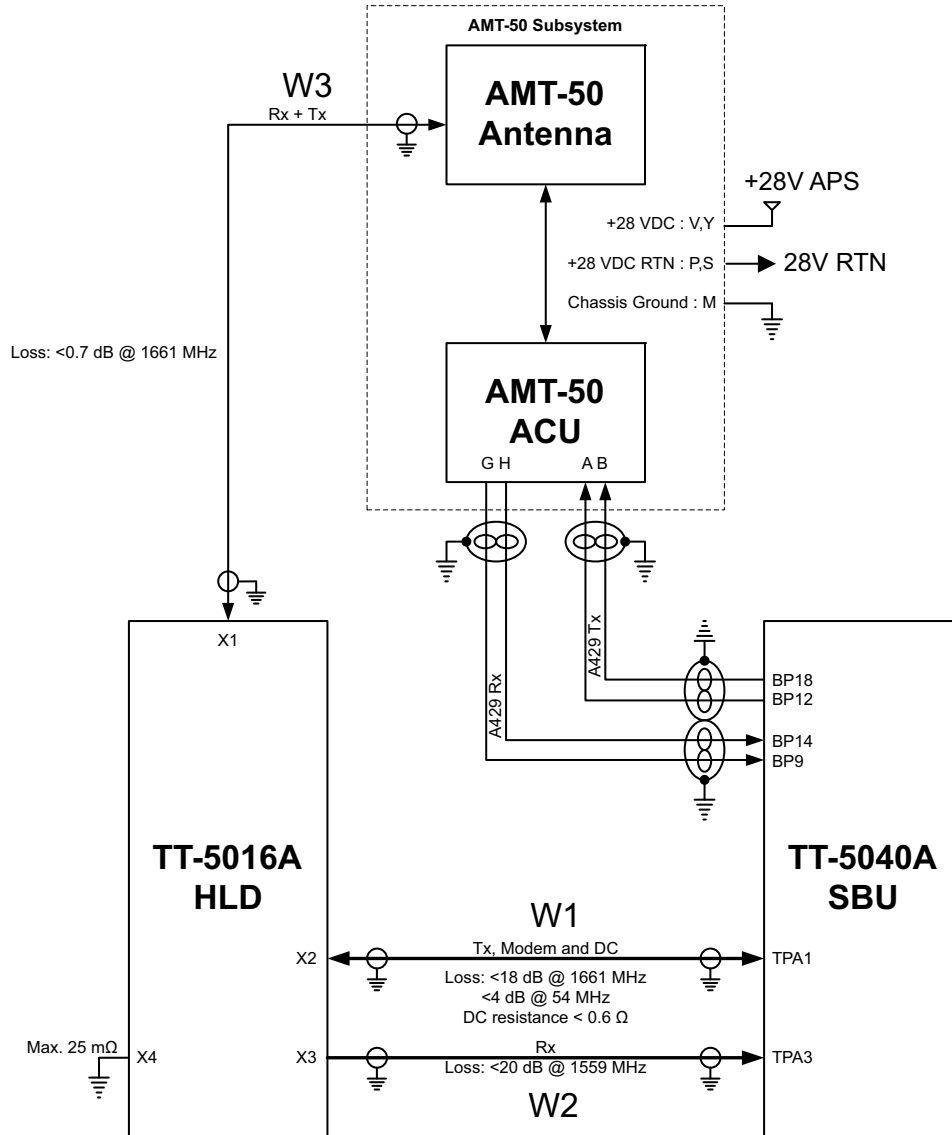 AMT-50 Subsystem
W3
Rx + Tx
AMT-50
Antenna
+28V APS
+28 VDC : V,Y
+28 VDC RTN : P,S
28V RTN
Chassis Ground : M
Loss: <0.7 dB @ 1661 MHz
AMT-50
ACU
G H
A B
A429 Rx
A429 Tx
X1
BP18
BP12
BP14
BP9
TT-5016A
HLD
TT-5040A
SBU
W1
Tx, Modem and DC
X2
TPA1
Loss: <18 dB @ 1661 MHz
<4 dB @ 54 MHz
DC resistance < 0.6 Ω
Max. 25 mΩ
X4
X3
Rx
TPA3
Loss: <20 dB @ 1559 MHz
W2